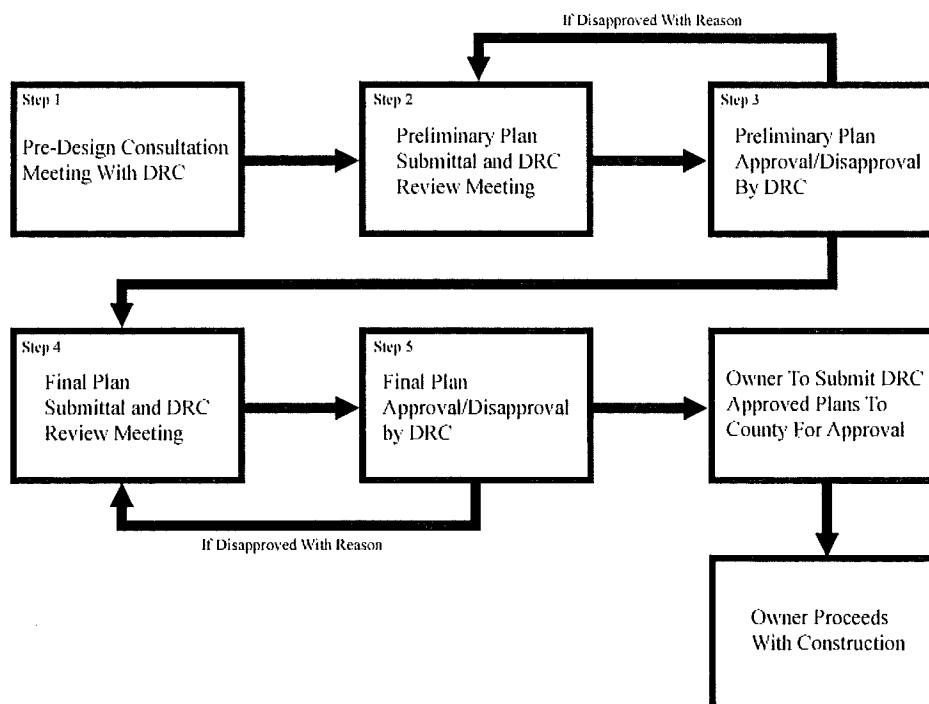 If Disapproved With Reason
Step 1
Pre-Design Consultation
Meeting With DRC
Step 2
Preliminary Plan
Submittal and DRC
Review Meeting
Step 3
Preliminary Plan
Approval/Disapproval
By DRC
Step 4
Final Plan
Submittal and DRC
Review Meeting
Step 5
Final Plan
Approval/Disapproval
by DRC
Owner To Submit DRC
Approved Plans To
County For Approval
If Disapproved With Reason
Owner Proceeds
With Construction